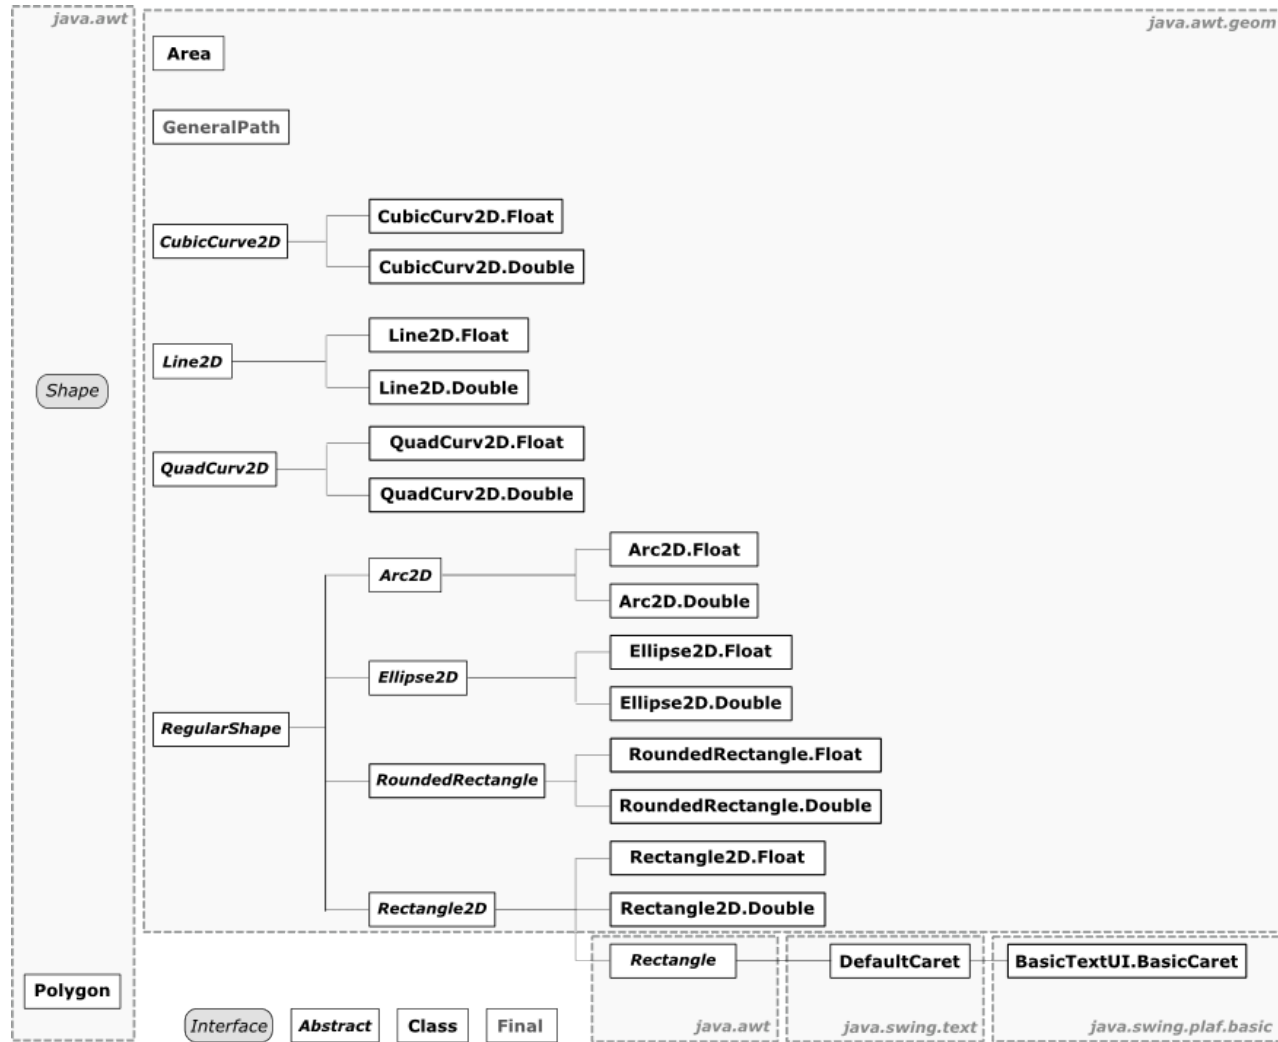 java.awt
java.awt.geom
Area
GeneralPath
CubicCurv2D.Float
CubicCurve2D
CubicCurv2D.Double
Line2D.Float
Line2D
Shape
Line2D.Double
QuadCurv2D.Float
QuadCurv2D
QuadCurv2D.Double
Arc2D.Float
Arc2D
Arc2D.Double
Ellipse2D.Float
Ellipse2D
Ellipse2D.Double
RegularShape
RoundedRectangle.Float
RoundedRectangle
RoundedRectangle.Double
Rectangle2D.Float
Rectangle2D
Rectangle2D.Double
Rectangle
DefaultCaret
BasicTextUI.BasicCaret
Polygon
Interface
Abstract
Class
Final
java.awt
java.swing.text
java.swing.plaf.basic